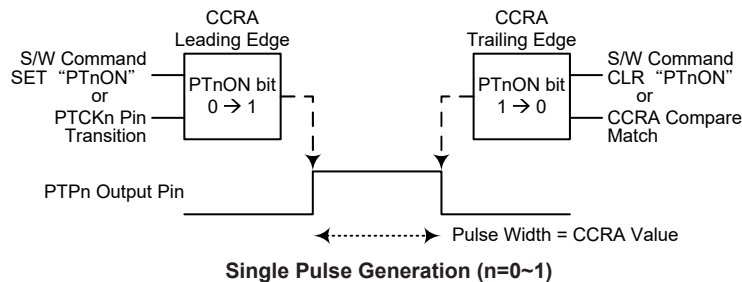 CCRA
Leading Edge
S/W Command
SET “PTnON”
or
PTCKn Pin
Transition
PTnON bit
0 → 1
CCRA
Trailing Edge
PTnON bit
1 → 0
S/W Command
CLR “PTnON”
or
CCRA Compare
Match
PTPn Output Pin
Pulse Width = CCRA Value
Single Pulse Generation (n=0~1)